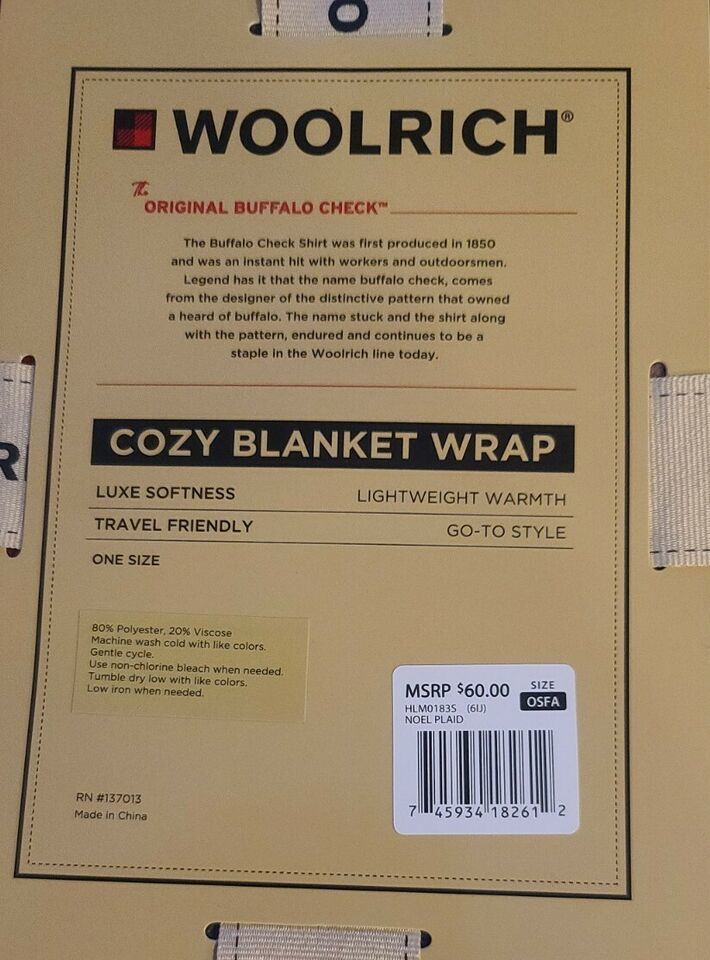 O
WOOLRICH®
The
ORIGINAL BUFFALO CHECK™
The Buffalo Check Shirt was first produced in 1850
and was an instant hit with workers and outdoorsmen.
Legend has it that the name buffalo check, comes
from the designer of the distinctive pattern that owned
a heard of buffalo. The name stuck and the shirt along
with the pattern, endured and continues to be a
staple in the Woolrich line today.
R
COZY BLANKET WRAP
LUXE SOFTNESS LIGHTWEIGHT WARMTH
TRAVEL FRIENDLY GO-TO STYLE
ONE SIZE
80% Polyester, 20% Viscose
Machine wash cold with like colors.
Gentle cycle.
Use non-chlorine bleach when needed.
Tumble dry low with like colors.
Low iron when needed.
MSRP $60.00 SIZE
HLM0183S (6IJ) OSFA
NOEL PLAID
7 45934 18261 2
RN #137013
Made in China